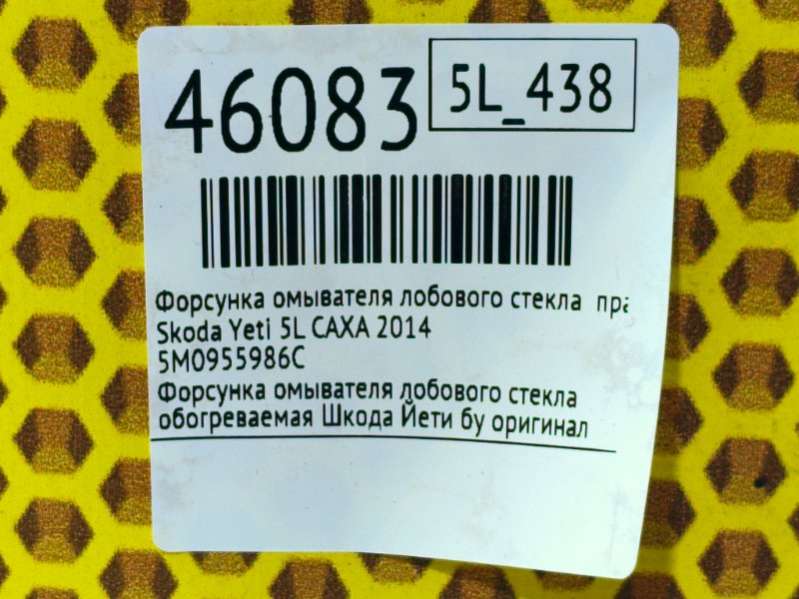 46083
5L_438
Форсунка омывателя лобового стекла
Skoda Yeti 5L CAXA 2014
5M0955986C
Форсунка омывателя лобового стекла
обогреваемая Шкода Йети бу оригинал